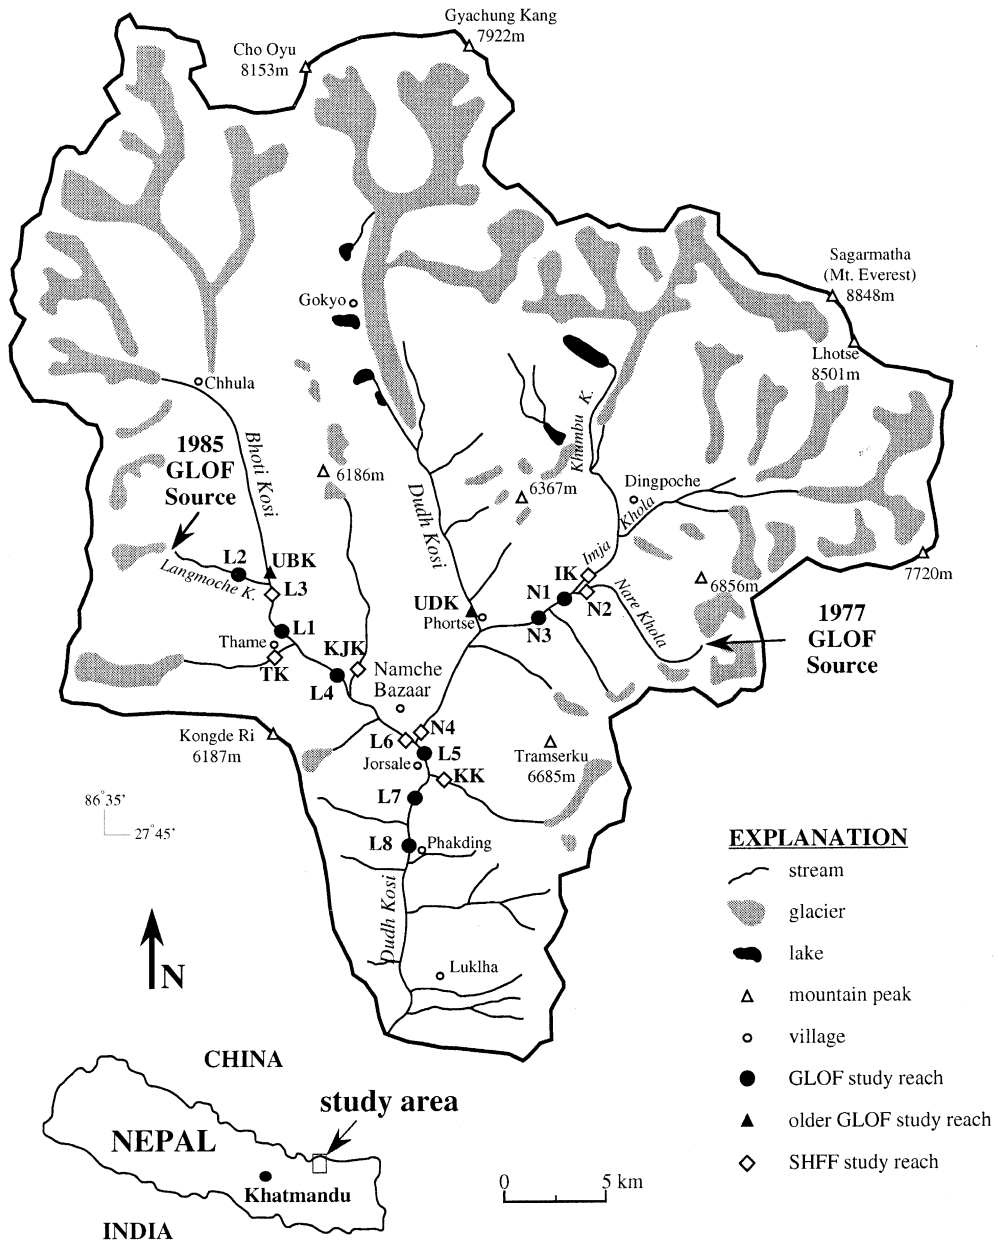 Gyachung Kang
7922m
Cho Oyu
8153m
Sagarmatha
(Mt. Everest)
8848m
Gokyo
Lhotse
8501m
Chhula
1985
GLOF
Source
Bhoti Kosi
6186m
Dudh Kosi
Khumbu K.
6367m
Dingpoche
Khola
Imja
7720m
L2
UBK
Langmoche K.
L3
IK
N1
N2
6856m
Nare Khola
1977
GLOF
Source
UDK
Phortse
N3
L1
Thame
TK
KJK
L4
Namche
Bazaar
Kongde Ri
6187m
L6
N4
L5
Jorsale
KK
Tramserku
6685m
L7
86°35'
27°45'
L8
Phakding
Dudh Kosi
N
Luklha
EXPLANATION
stream
glacier
lake
mountain peak
village
GLOF study reach
older GLOF study reach
SHFF study reach
CHINA
study area
NEPAL
Khatmandu
INDIA
0 5 km